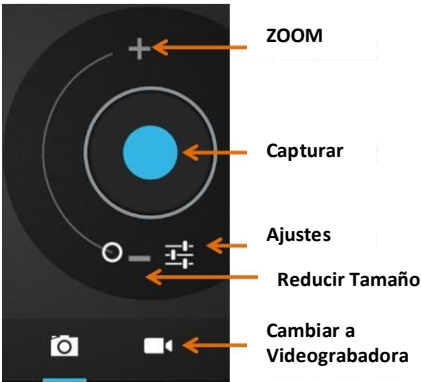 ZOOM
Capturar
Ajustes
Reducir Tamaño
Cambiar a
Videograbadora